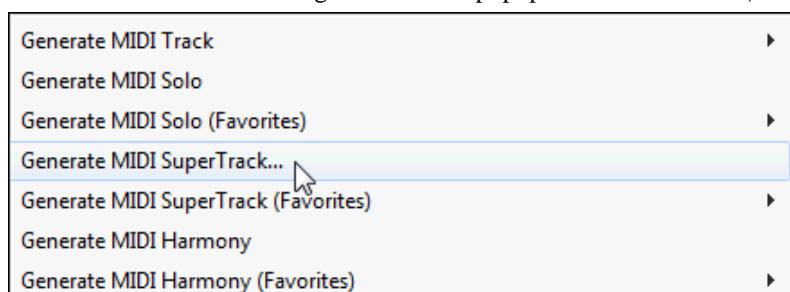 Generate MIDI Track
Generate MIDI Solo
Generate MIDI Solo (Favorites)
Generate MIDI SuperTrack...
Generate MIDI SuperTrack (Favorites)
Generate MIDI Harmony
Generate MIDI Harmony (Favorites)